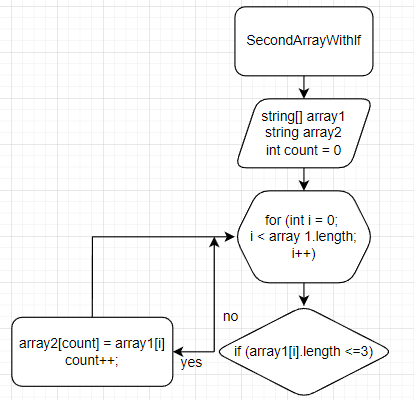 SecondArrayWithIf
string[] array1
string array2
int count = 0
for (int i = 0;
i < array 1.length;
i++)
no
if (array1[i].length <=3)
yes
array2[count] = array1[i]
count++;